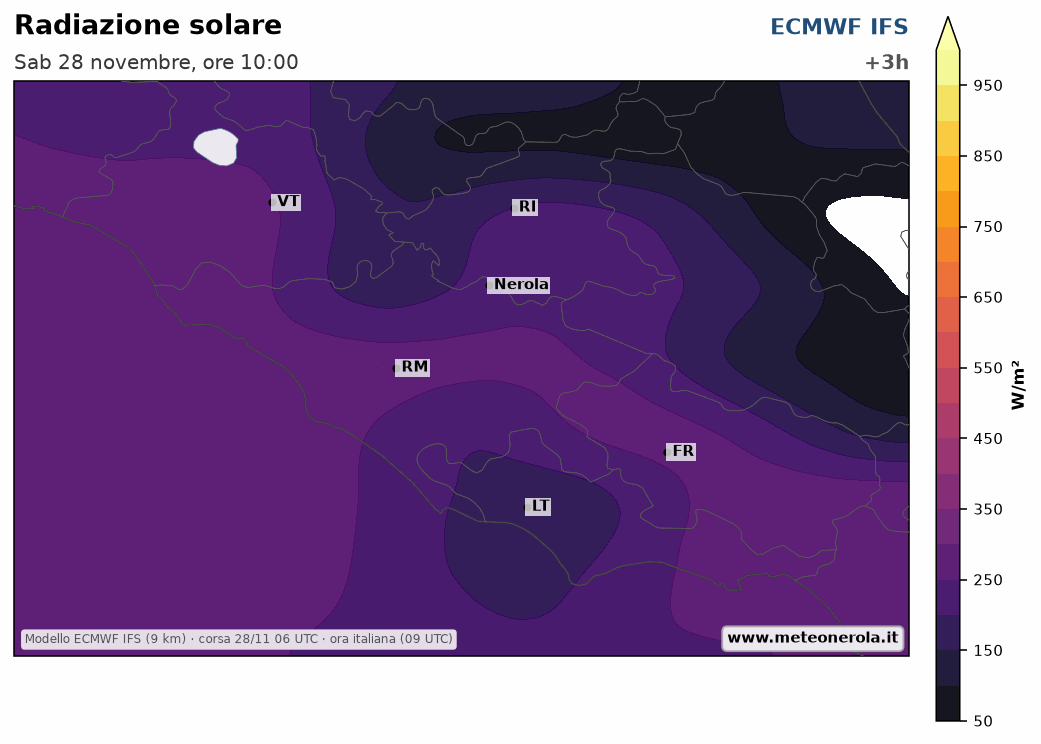 Radiazione solare
ECMWF IFS
Sab 28 novembre, ore 10:00
+3h
VT
RI
Nerola
RM
FR
LT
950
850
750
650
550
450
350
250
150
50
W/m²
Modello ECMWF IFS (9 km) · corsa 28/11 06 UTC · ora italiana (09 UTC)
www.meteonerola.it